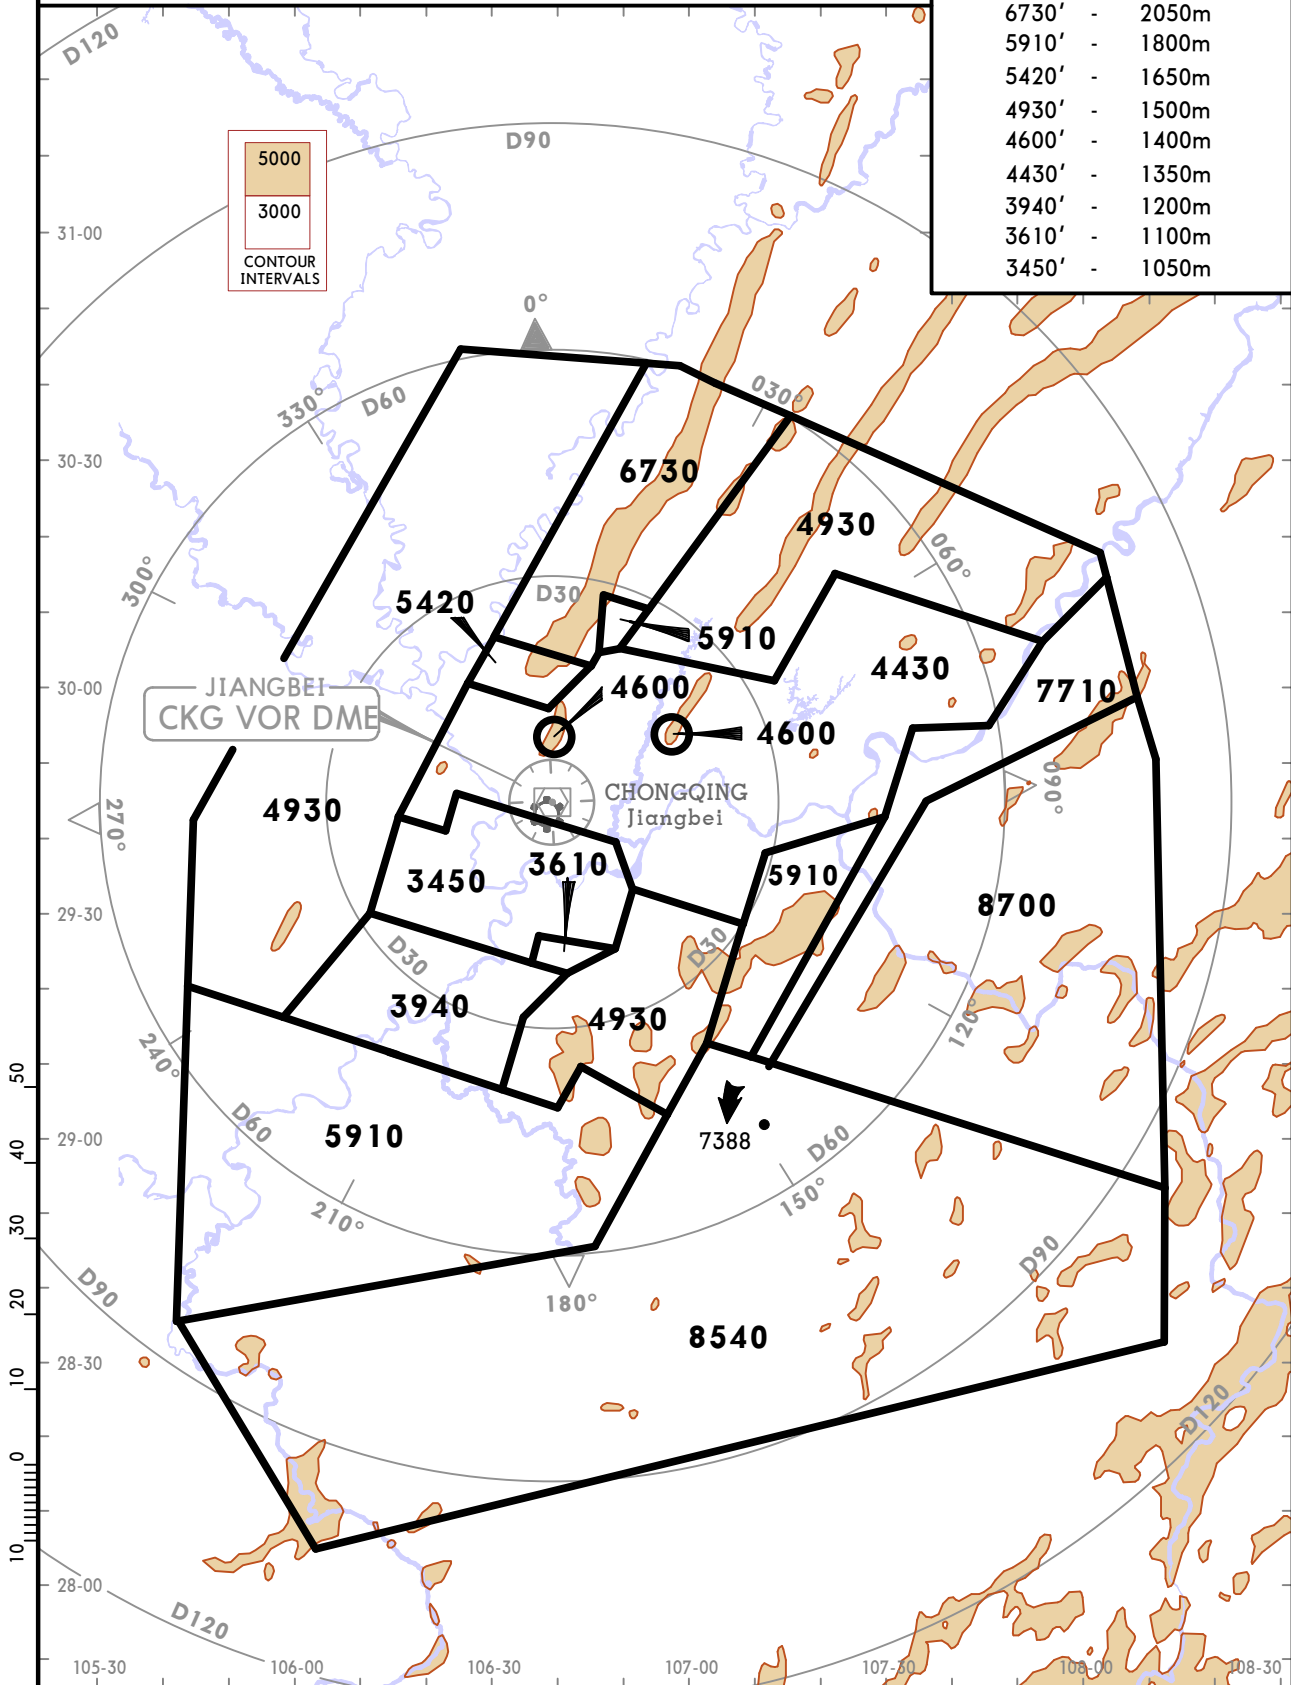 6730' - 2050m
5910' - 1800m
5420' - 1650m
4930' - 1500m
4600' - 1400m
4430' - 1350m
3940' - 1200m
3610' - 1100m
3450' - 1050m
D120
D90
5000
3000
CONTOUR
INTERVALS
31-00
0°
330°
D60
030°
30-30
6730
4930
300°
060°
D30
5420
5910
4430
30-00
JIANGBEI
CKG VOR DME
4600
4600
7710
270°
4930
CHONGQING
Jiangbei
090°
3450
3610
5910
8700
29-30
D30
D30
3940
4930
240°
120°
50
D60
5910
7388
D60
29-00
40
210°
150°
30
D90
180°
D90
20
8540
28-30
10
D120
0
10
28-00
D120
105-30
106-00
106-30
107-00
107-30
108-00
108-30